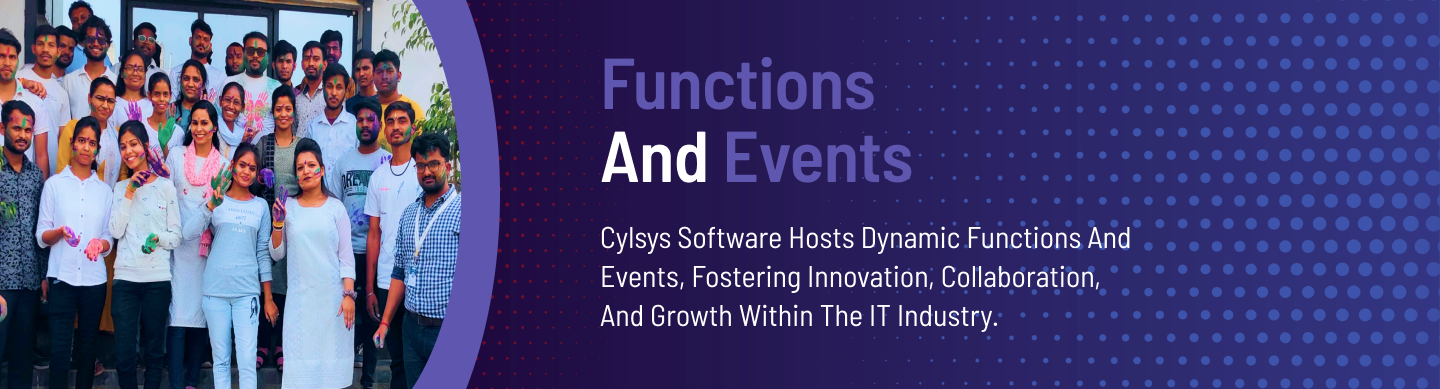 Functions
And Events
Cylsys Software Hosts Dynamic Functions And
Events, Fostering Innovation, Collaboration,
And Growth Within The IT Industry.